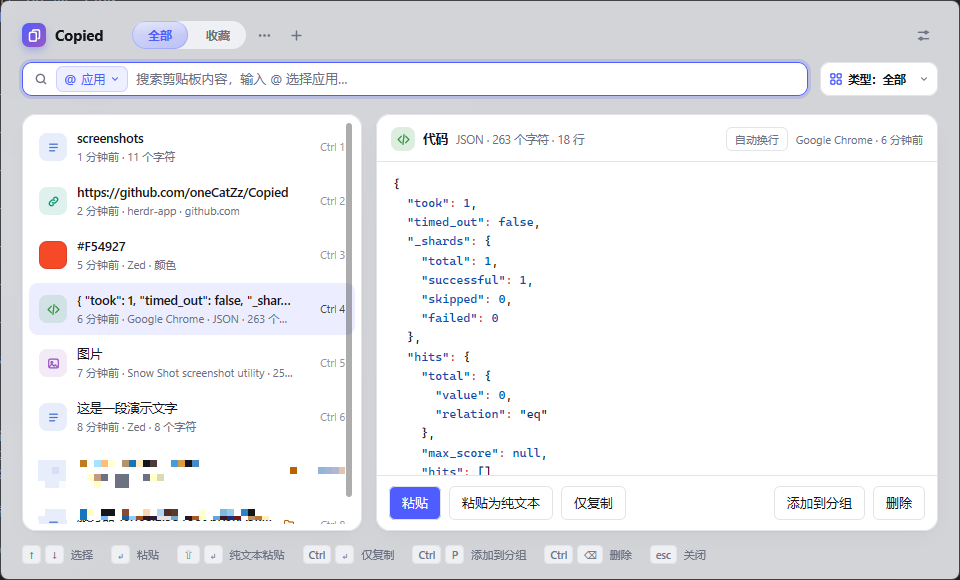 Copied 全部 收藏 ··· +
@ 应用 搜索剪贴板内容，输入 @ 选择应用... 类型：全部
screenshots
1 分钟前 · 11 个字符
Ctrl 1
https://github.com/oneCatZz/Copied
2 分钟前 · herdr-app · github.com
Ctrl 2
#F54927
5 分钟前 · Zed · 颜色
Ctrl 3
{ "took": 1, "timed_out": false, "_shar...
6 分钟前 · Google Chrome · JSON · 263 个...
Ctrl 4
图片
7 分钟前 · Snow Shot screenshot utility · 25...
Ctrl 5
这是一段演示文字
8 分钟前 · Zed · 8 个字符
Ctrl 6
代码 JSON · 263 个字符 · 18 行 自动换行 Google Chrome · 6 分钟前
{
"took": 1,
"timed_out": false,
"_shards": {
"total": 1,
"successful": 1,
"skipped": 0,
"failed": 0
},
"hits": {
"total": {
"value": 0,
"relation": "eq"
},
"max_score": null,
"hits": []
粘贴 粘贴为纯文本 仅复制 添加到分组 删除
↑ ↓ 选择 ↲ 粘贴 ⇧ ↲ 纯文本粘贴 Ctrl ↲ 仅复制 Ctrl P 添加到分组 Ctrl ⌫ 删除 esc 关闭